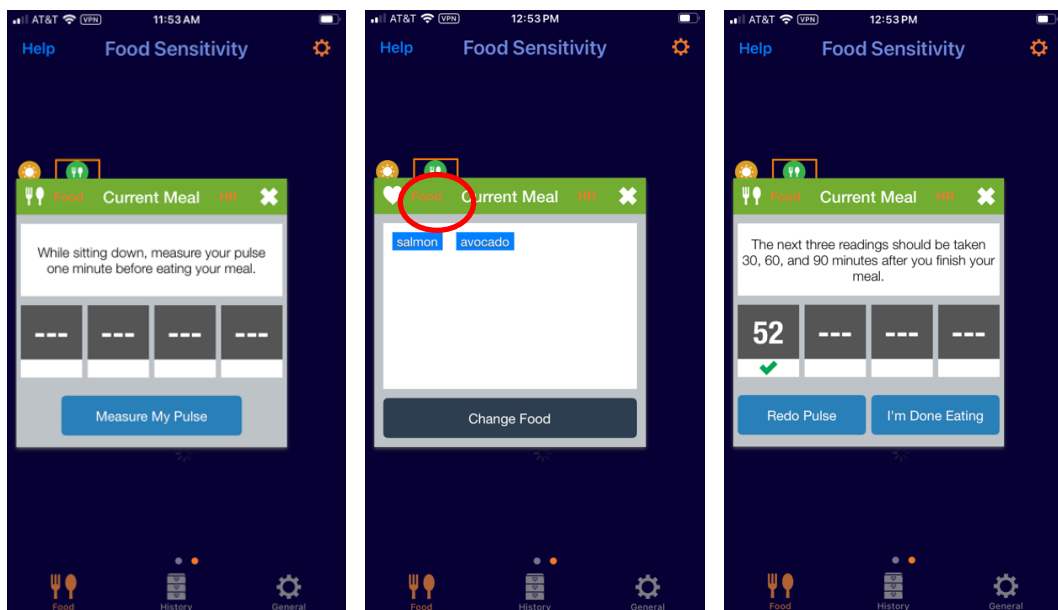 AT&T VPN 11:53 AM
Help Food Sensitivity
Food Current Meal HR
While sitting down, measure your pulse
one minute before eating your meal.
--- --- --- ---
Measure My Pulse
Food History General
AT&T VPN 12:53 PM
Help Food Sensitivity
Food Current Meal HR
salmon avocado
Change Food
Food History General
AT&T VPN 12:53 PM
Help Food Sensitivity
Food Current Meal HR
The next three readings should be taken
30, 60, and 90 minutes after you finish your
meal.
52 --- --- ---
Redo Pulse I'm Done Eating
Food History General